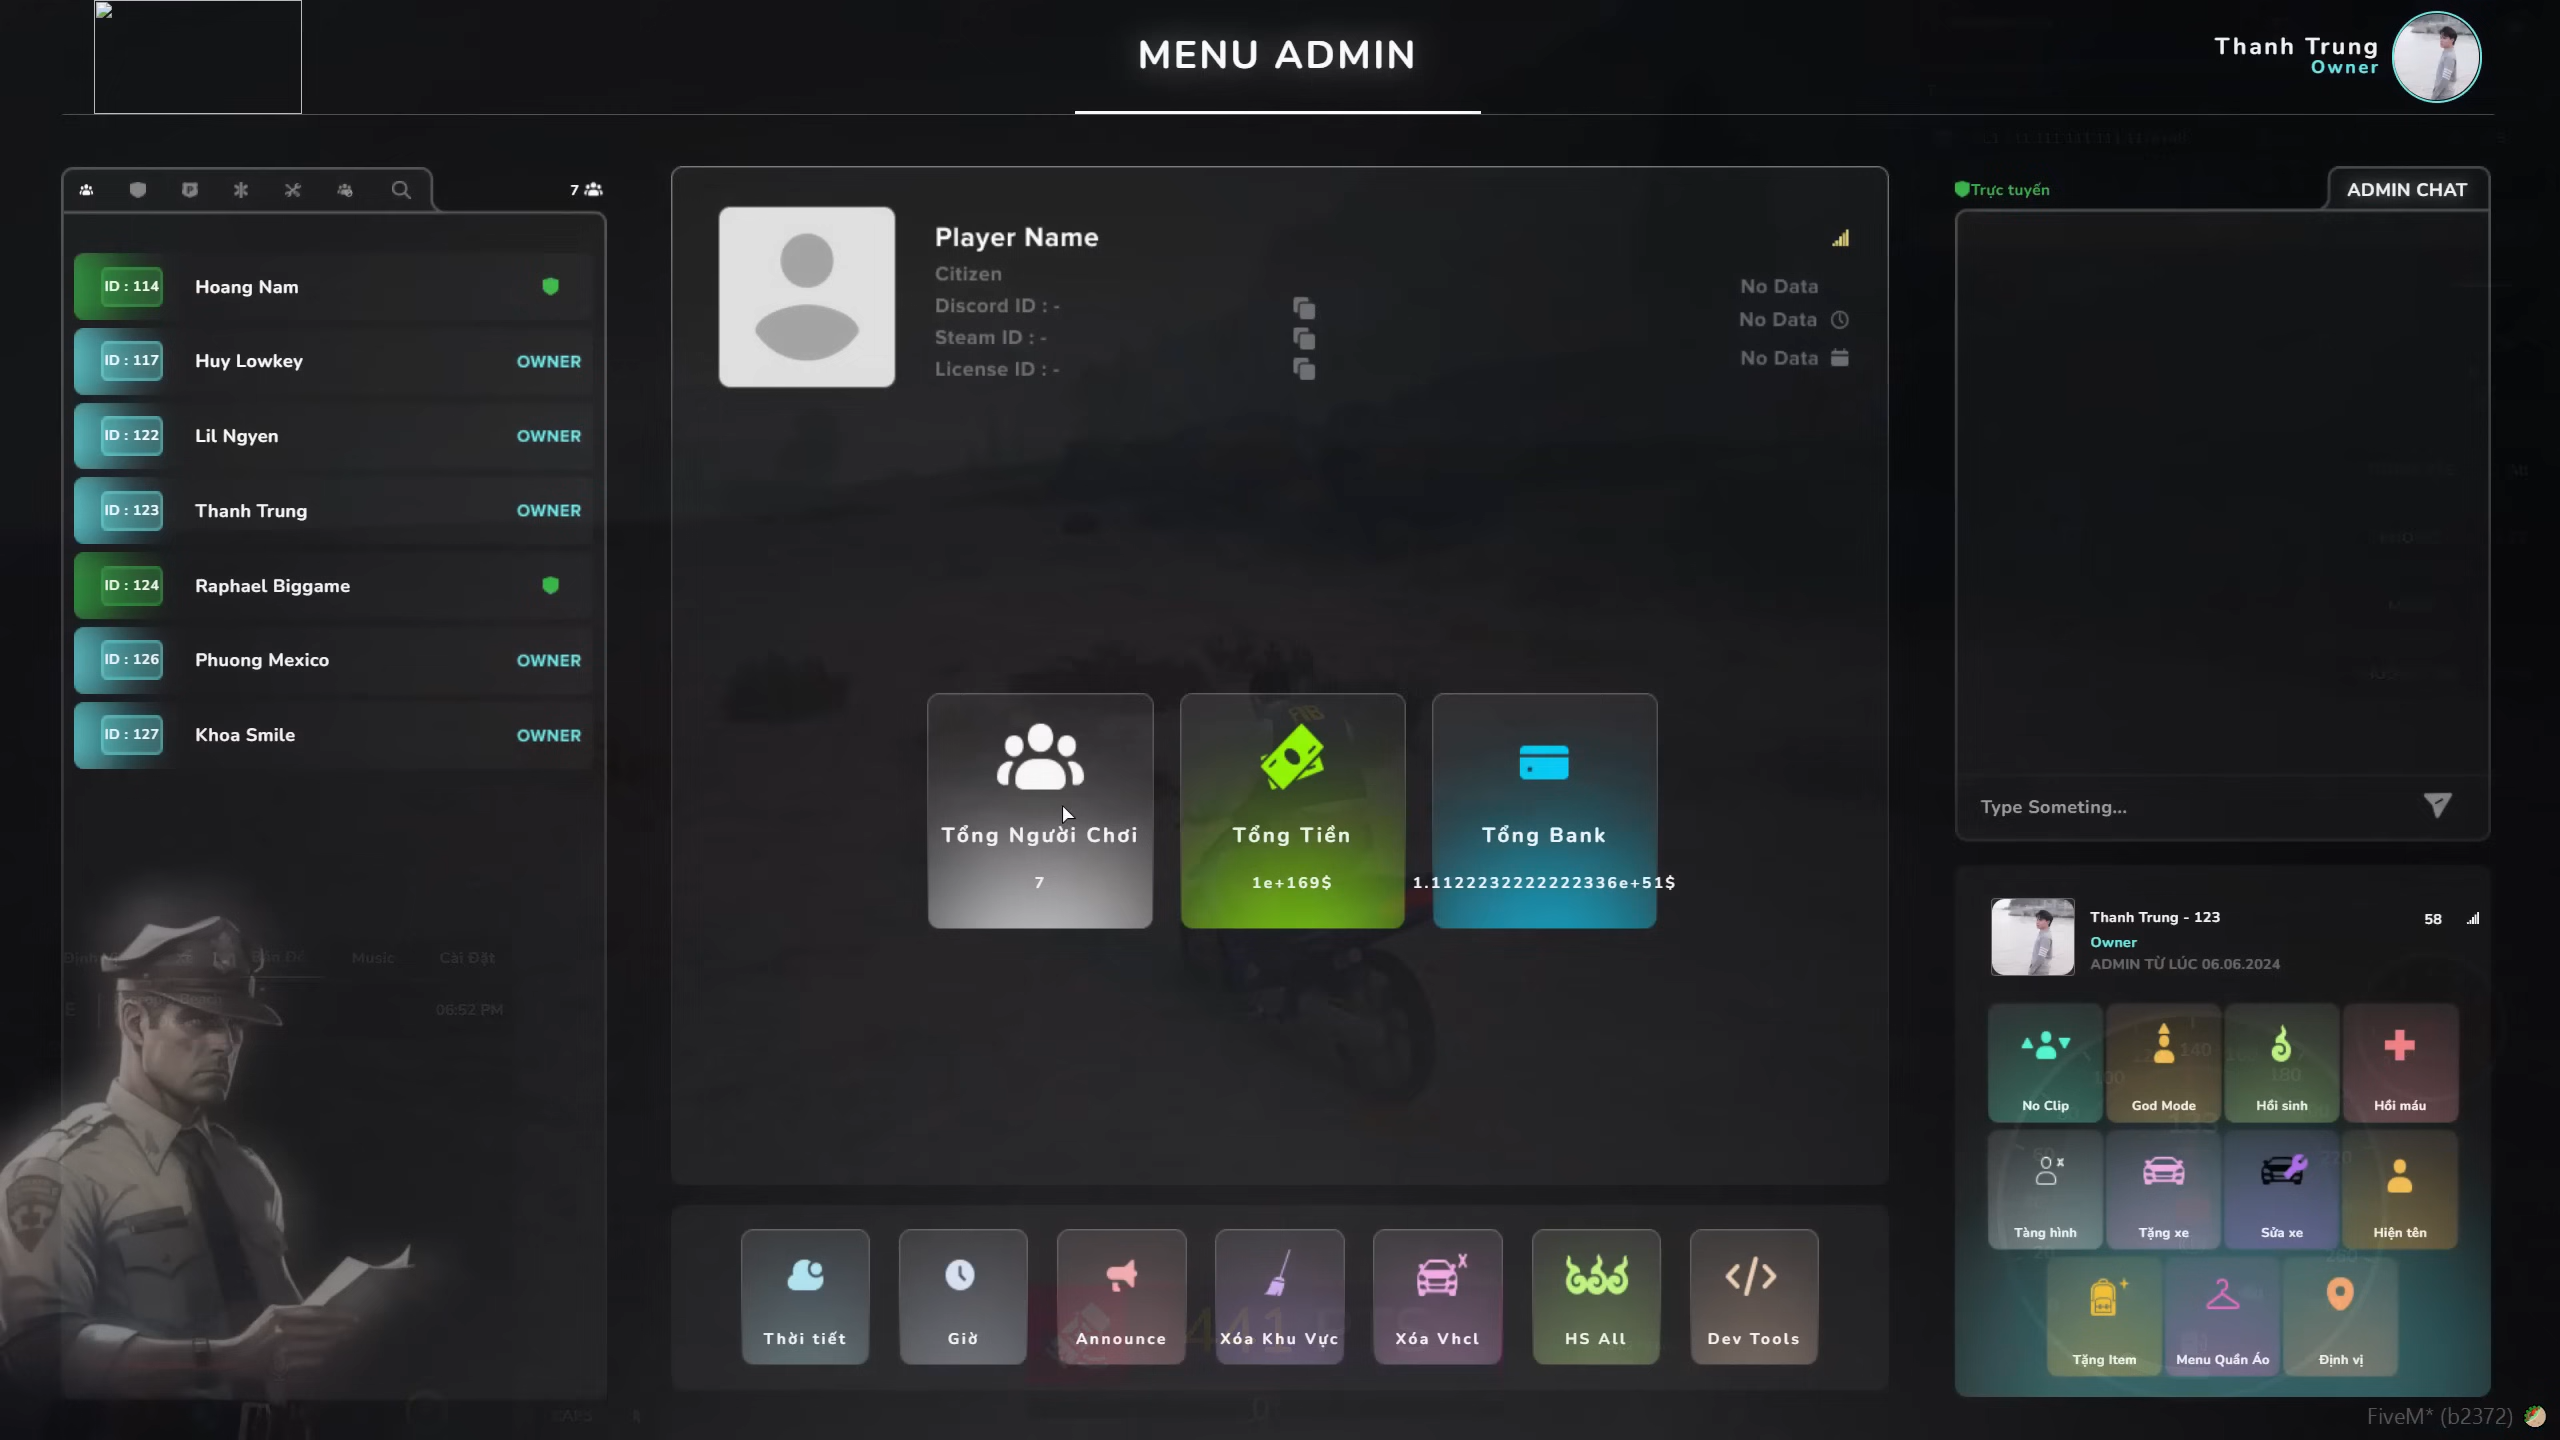 MENU ADMIN
Thanh Trung
Owner
7
ID : 114 Hoang Nam
ID : 117 Huy Lowkey OWNER
ID : 122 Lil Ngyen OWNER
ID : 123 Thanh Trung OWNER
ID : 124 Raphael Biggame
ID : 126 Phuong Mexico OWNER
ID : 127 Khoa Smile OWNER
Music Cài Đặt
06:52 PM
Player Name
Citizen
Discord ID : -
Steam ID : -
License ID : -
No Data
No Data
No Data
Tổng Người Chơi
7
Tổng Tiền
1e+169$
Tổng Bank
1.1122232222222336e+51$
Thời tiết
Giờ
Announce
Xóa Khu Vực
Xóa Vhcl
HS All
Dev Tools
Trực tuyến
ADMIN CHAT
Type Someting...
Thanh Trung - 123
58
Owner
ADMIN TỪ LÚC 06.06.2024
No Clip
God Mode
Hồi sinh
Hồi máu
Tàng hình
Tặng xe
Sửa xe
Hiện tên
Tặng Item
Menu Quần Áo
Định vị
FiveM* (b2372)